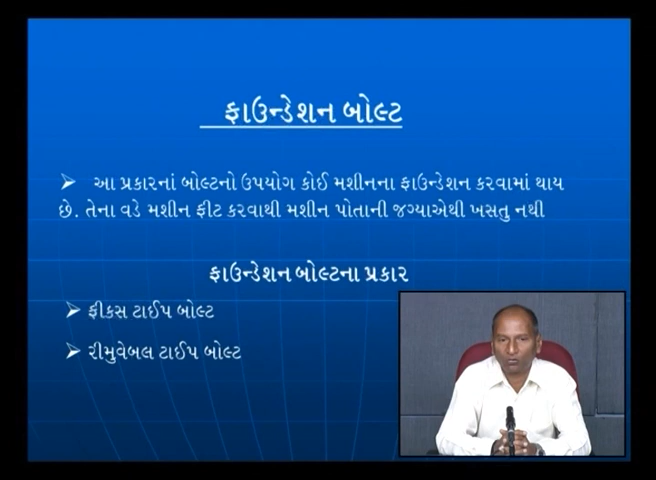 ફાઉન્ડેશન બોલ્ટ
➢ આ પ્રકારનાં બોલ્ટનો ઉપયોગ કોઈ મશીનના ફાઉન્ડેશન કરવામાં થાય
છે. તેના વડે મશીન ફીટ કરવાથી મશીન પોતાની જગ્યાએથી ખસતુ નથી
ફાઉન્ડેશન બોલ્ટના પ્રકાર
➢ ફીકસ ટાઈપ બોલ્ટ
➢ રીમુવેબલ ટાઈપ બોલ્ટ